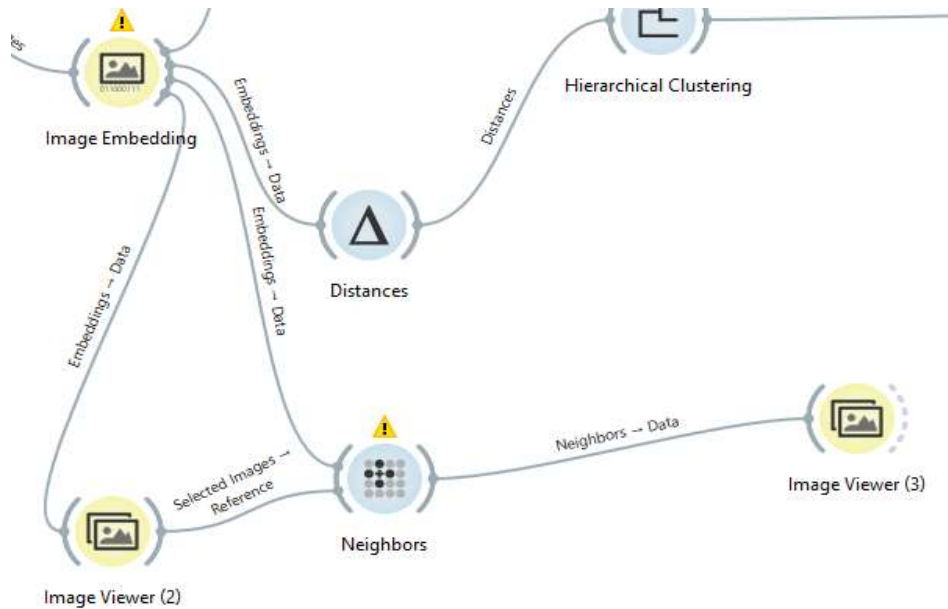 es
Image Embedding
Embeddings → Data
Distances
Hierarchical Clustering
Embeddings → Data
Distances
Embeddings → Data
Selected Images →
Reference
Neighbors
Neighbors → Data
Image Viewer (2)
Image Viewer (3)